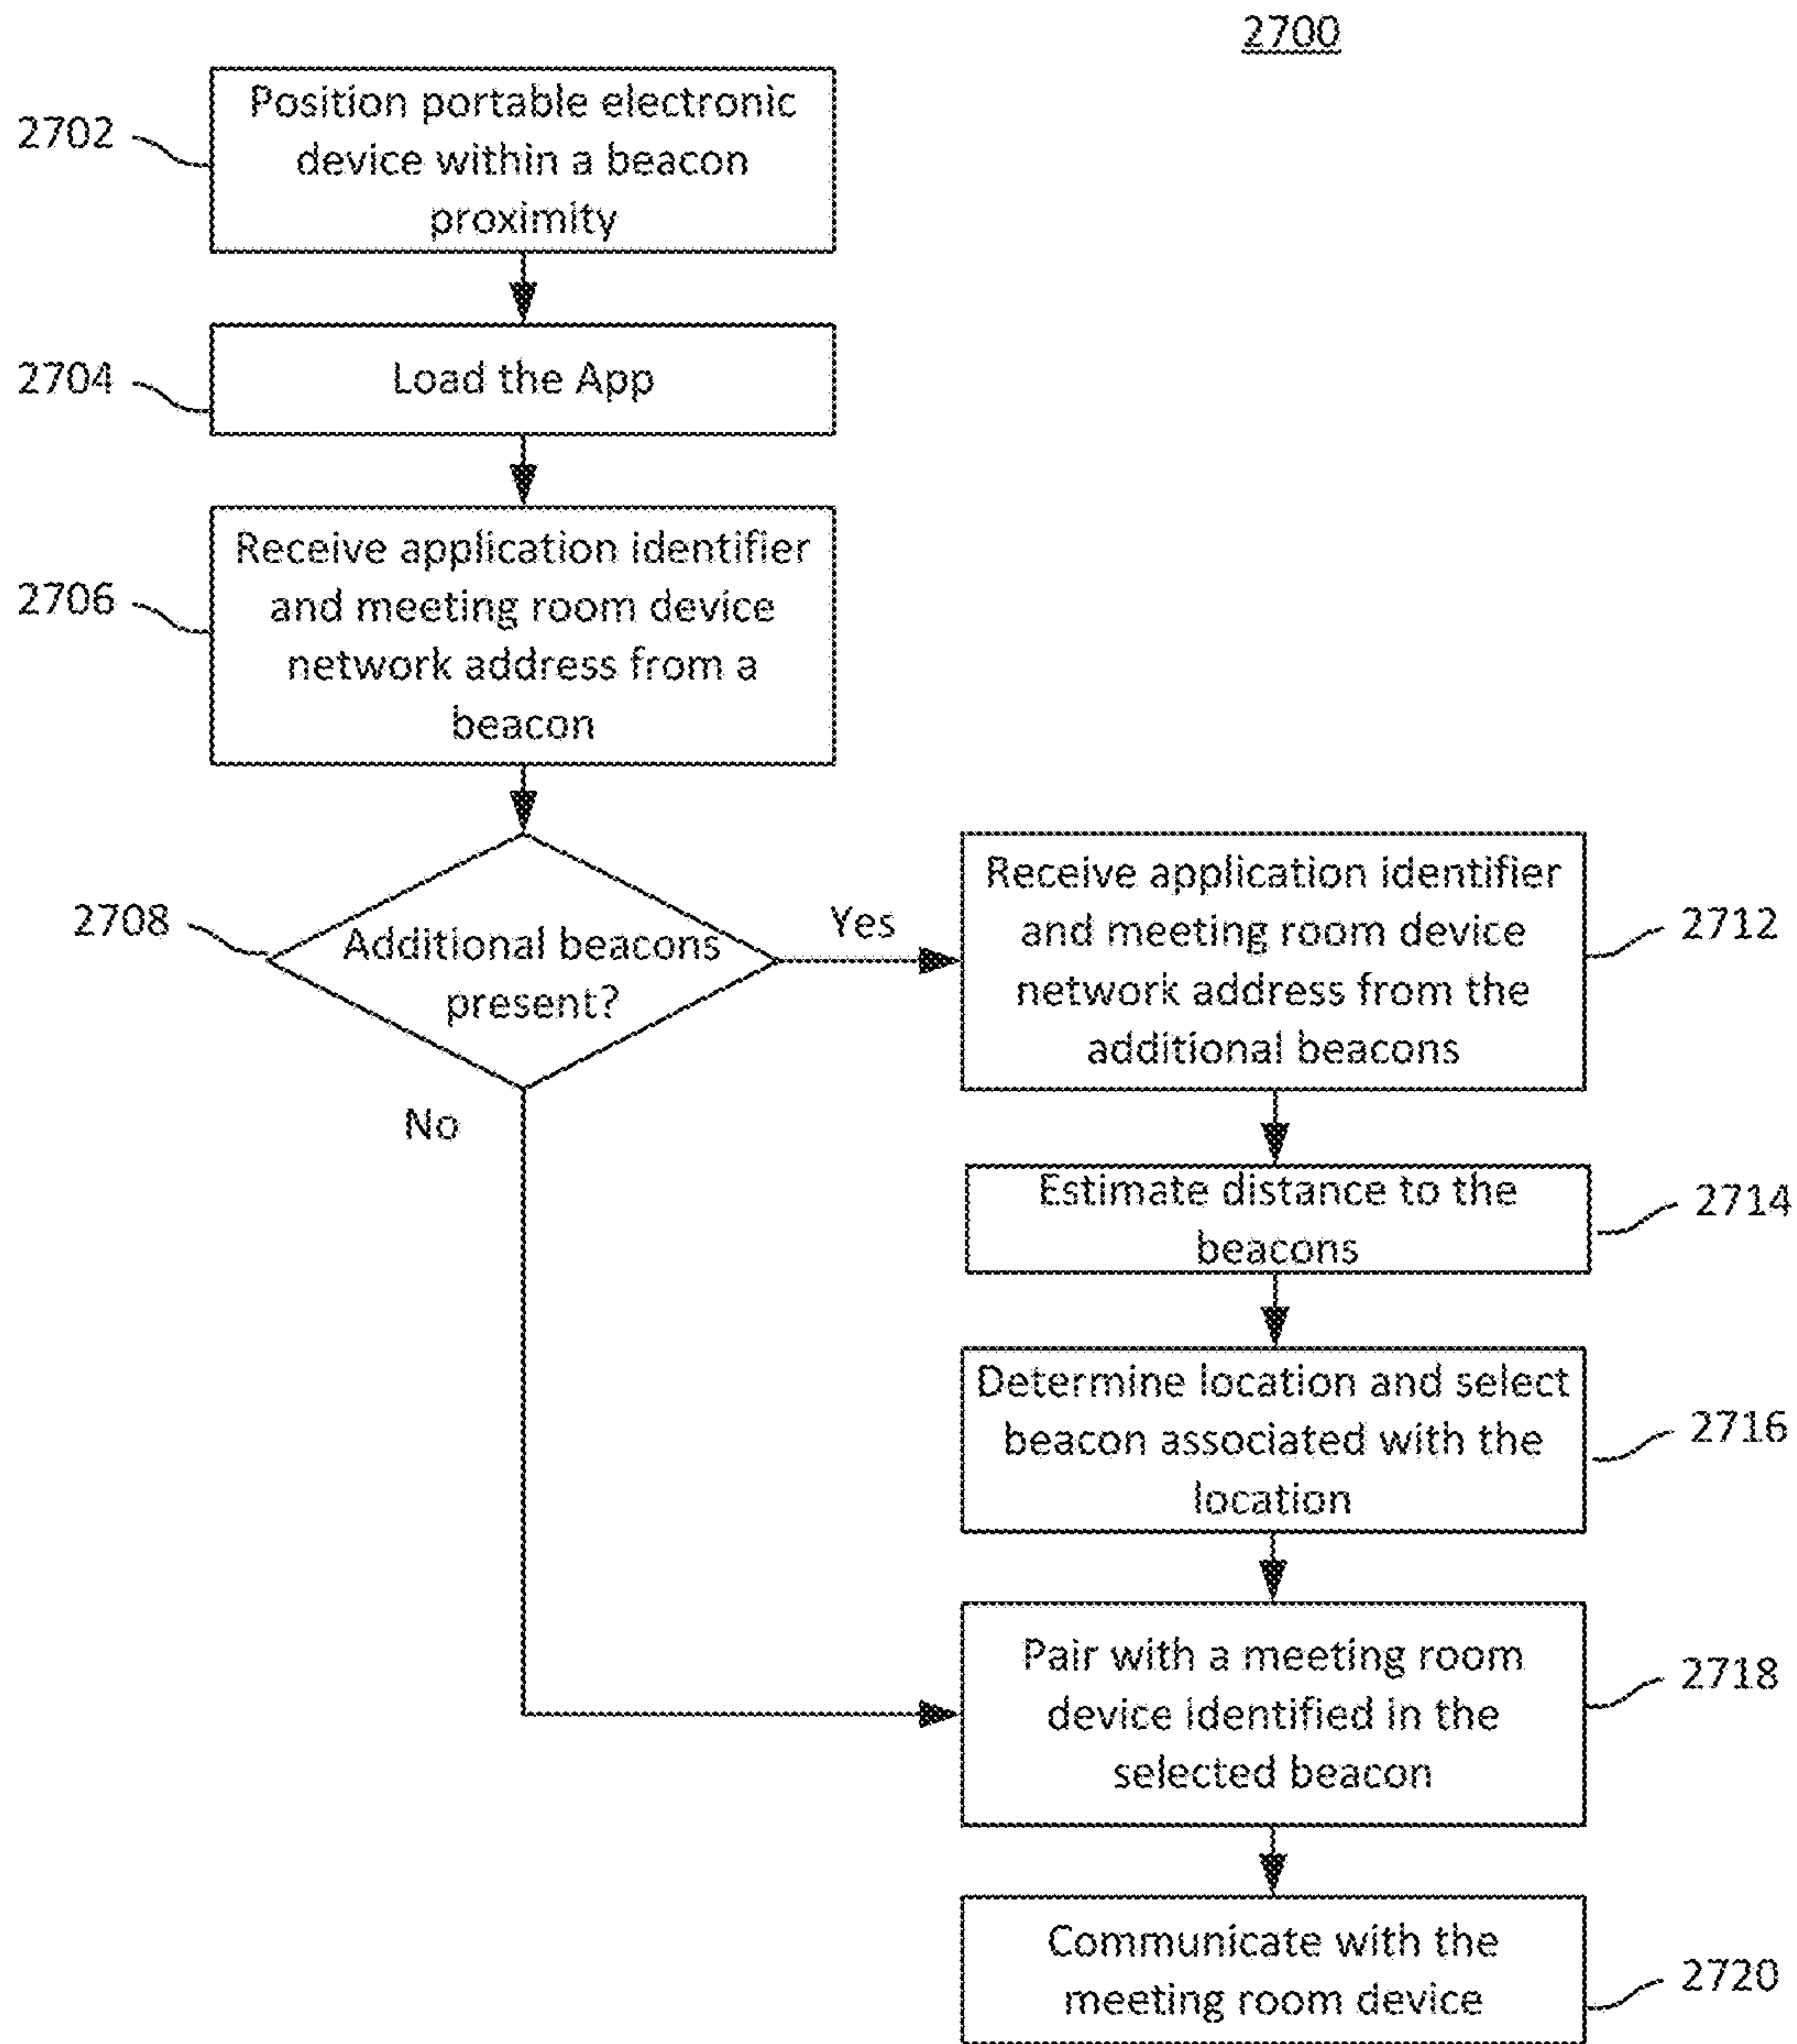 2700
2702
Position portable electronic
device within a beacon
proximity
2704
Load the App
2706
Receive application identifier
and meeting room device
network address from a
beacon
2708
Additional beacons
present?
Yes
No
Receive application identifier
and meeting room device
network address from the
additional beacons
2712
Estimate distance to the
beacons
2714
Determine location and select
beacon associated with the
location
2716
Pair with a meeting room
device identified in the
selected beacon
2718
Communicate with the
meeting room device
2720